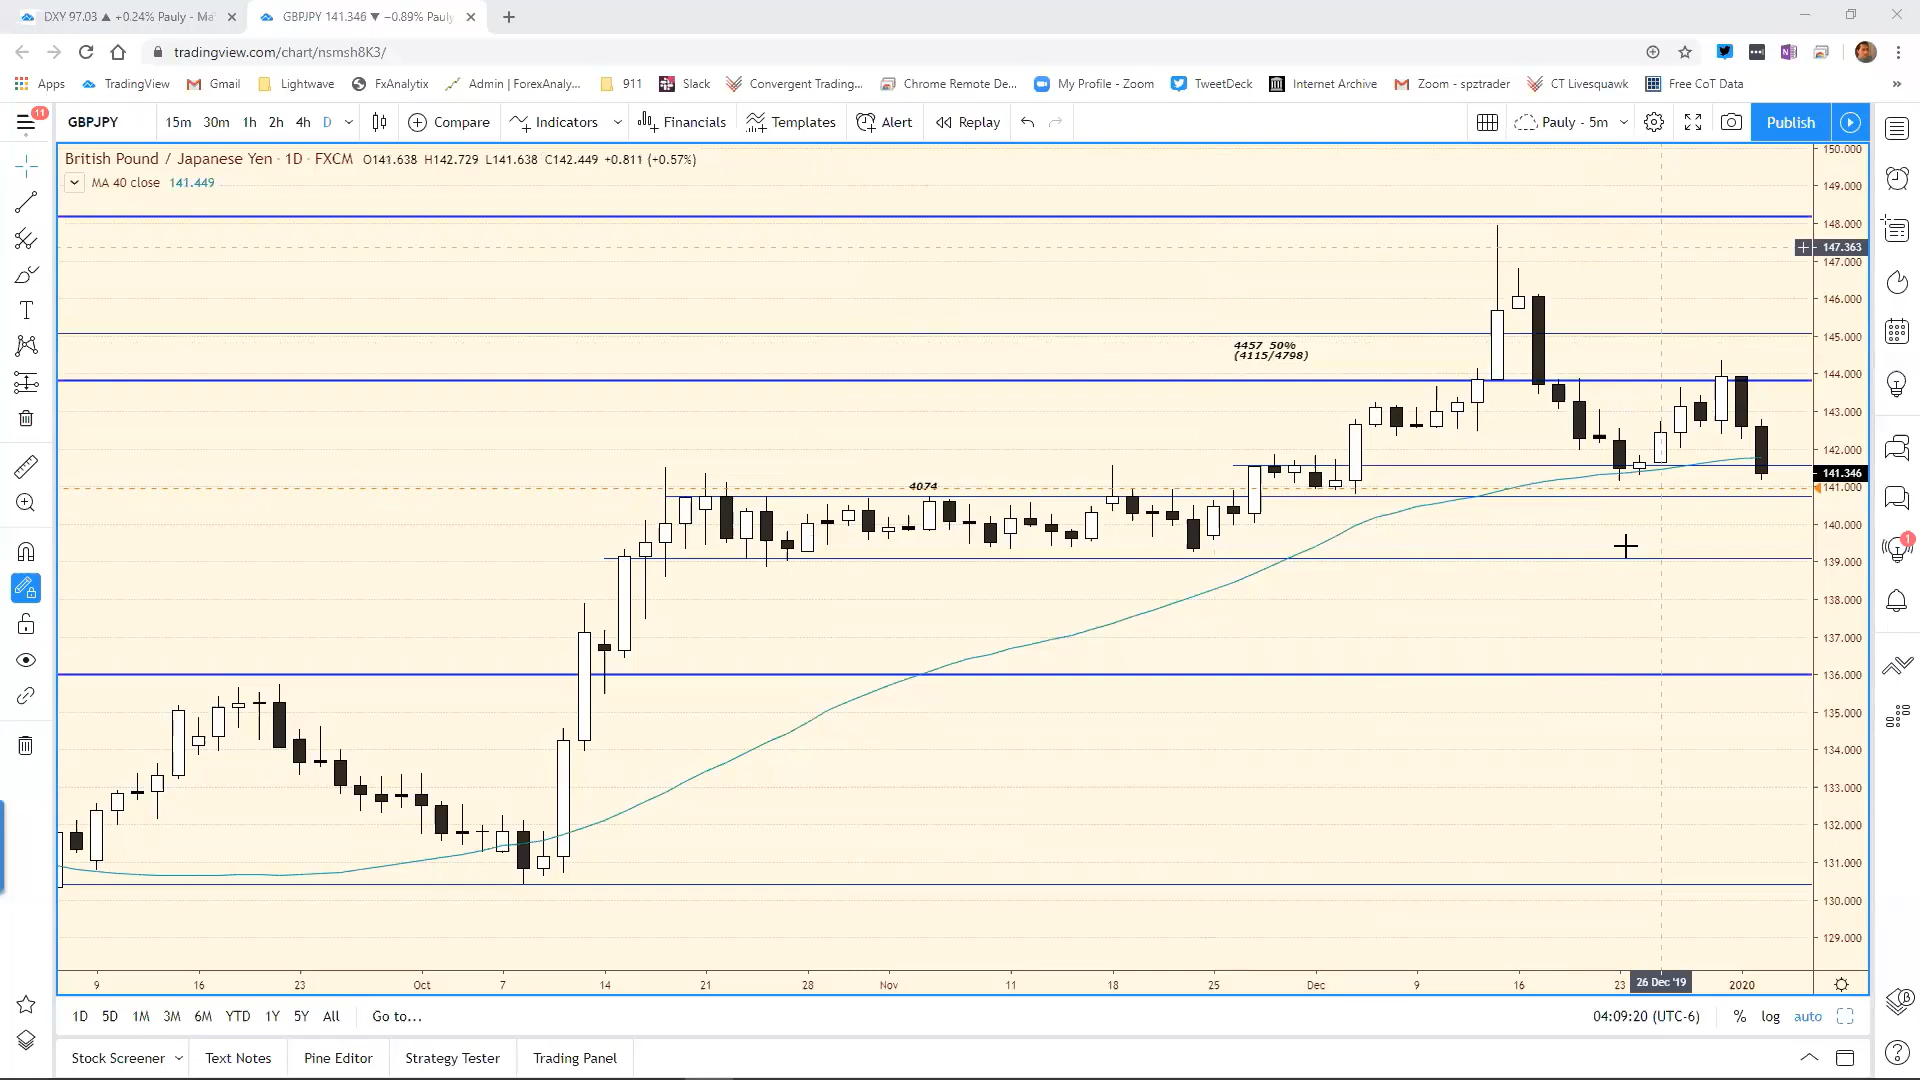 DXY 97.03 ▲ +0.24% Pauly - Ma
GBPJPY 141.346 ▼ −0.89% Pauly
tradingview.com/chart/nsmsh8K3/
Apps TradingView Gmail Lightwave FxAnalytix Admin | ForexAnaly... 911 Slack Convergent Trading... Chrome Remote De... My Profile - Zoom TweetDeck Internet Archive Zoom - spztrader CT Livesquawk Free CoT Data »
11
GBPJPY 15m 30m 1h 2h 4h D Compare Indicators Financials Templates Alert Replay Pauly - 5m Publish
British Pound / Japanese Yen · 1D · FXCM O141.638 H142.729 L141.638 C142.449 +0.811 (+0.57%)
MA 40 close 141.449
150.000
149.000
148.000
147.363
147.000
146.000
145.000
4457 50%
(4115/4798)
144.000
143.000
142.000
141.346
4074
141.000
140.000
1
139.000
138.000
137.000
136.000
135.000
134.000
133.000
132.000
131.000
130.000
129.000
9 16 23 Oct 7 14 21 28 Nov 11 18 25 Dec 9 16 23 26 Dec '19 2020
1D 5D 1M 3M 6M YTD 1Y 5Y All Go to... 04:09:20 (UTC-6) % log auto
Stock Screener Text Notes Pine Editor Strategy Tester Trading Panel